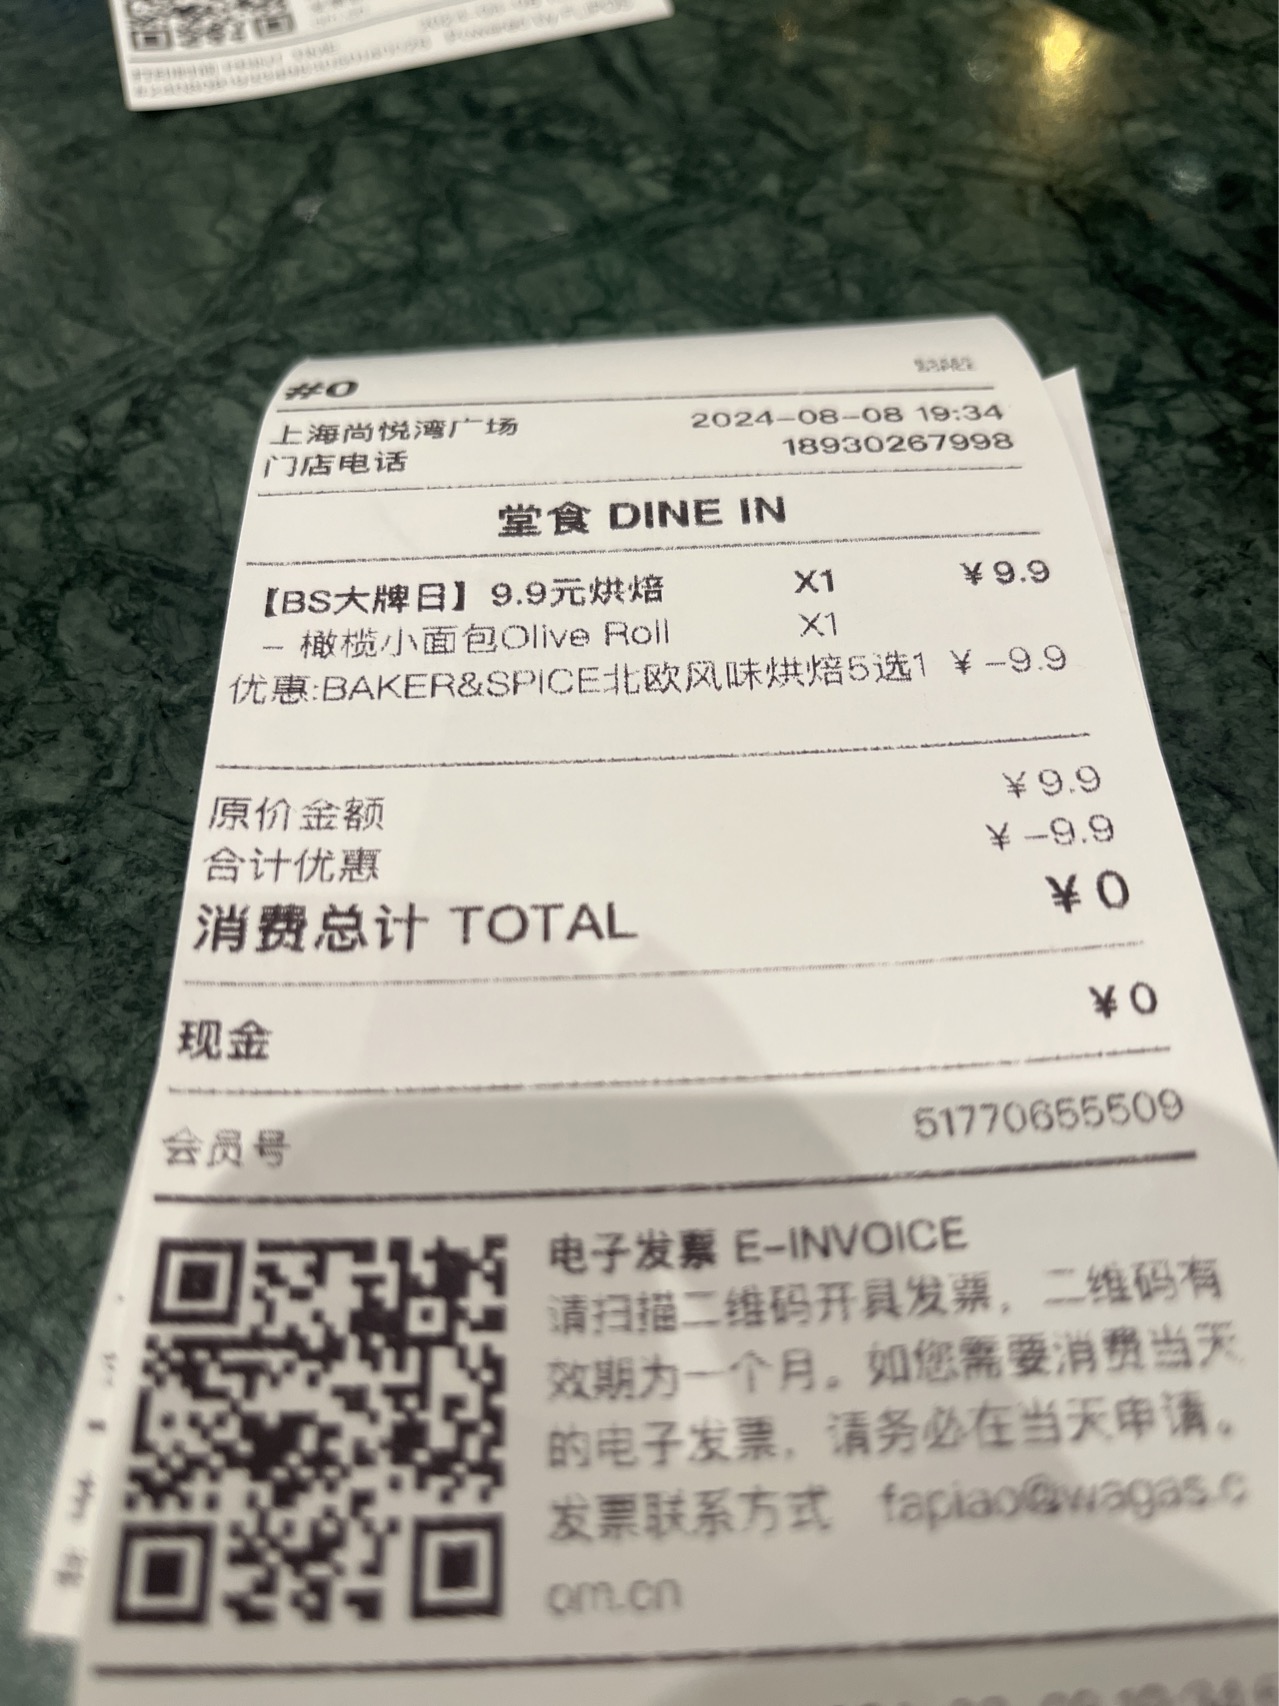 #0
上海尚悦湾广场 2024-08-08 19:34
门店电话 18930267998
堂食 DINE IN
【BS大牌日】9.9元烘焙 X1 ¥9.9
- 橄榄小面包Olive Roll X1
优惠:BAKER&SPICE北欧风味烘焙5选1 ¥-9.9
原价金额 ¥9.9
合计优惠 ¥-9.9
消费总计 TOTAL ¥0
现金 ¥0
会员号 51770655509
电子发票 E-INVOICE
请扫描二维码开具发票，二维码有
效期为一个月。如您需要消费当天
的电子发票，请务必在当天申请。
发票联系方式 fapiao@wagas.c
om.cn